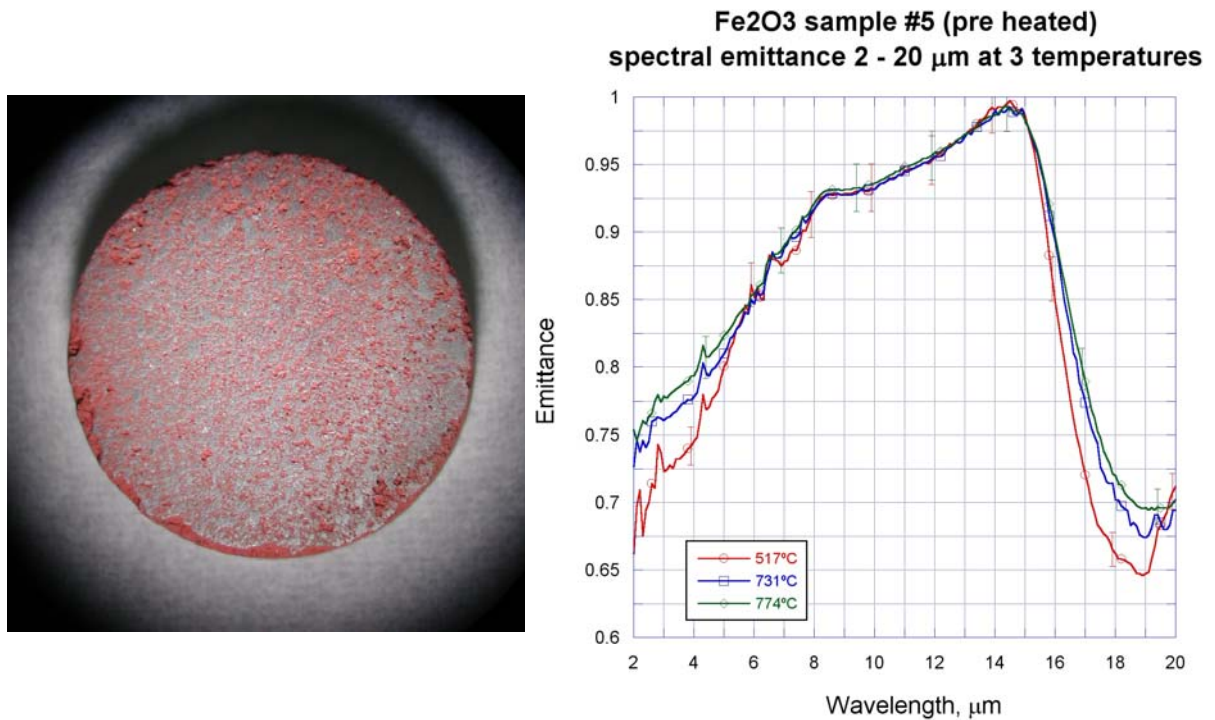 Fe2O3 sample #5 (pre heated)
spectral emittance 2 - 20 μm at 3 temperatures
1
0.95
0.9
0.85
0.8
0.75
0.7
0.65
0.6
Emittance
517ºC
731ºC
774ºC
2 4 6 8 10 12 14 16 18 20
Wavelength, μm